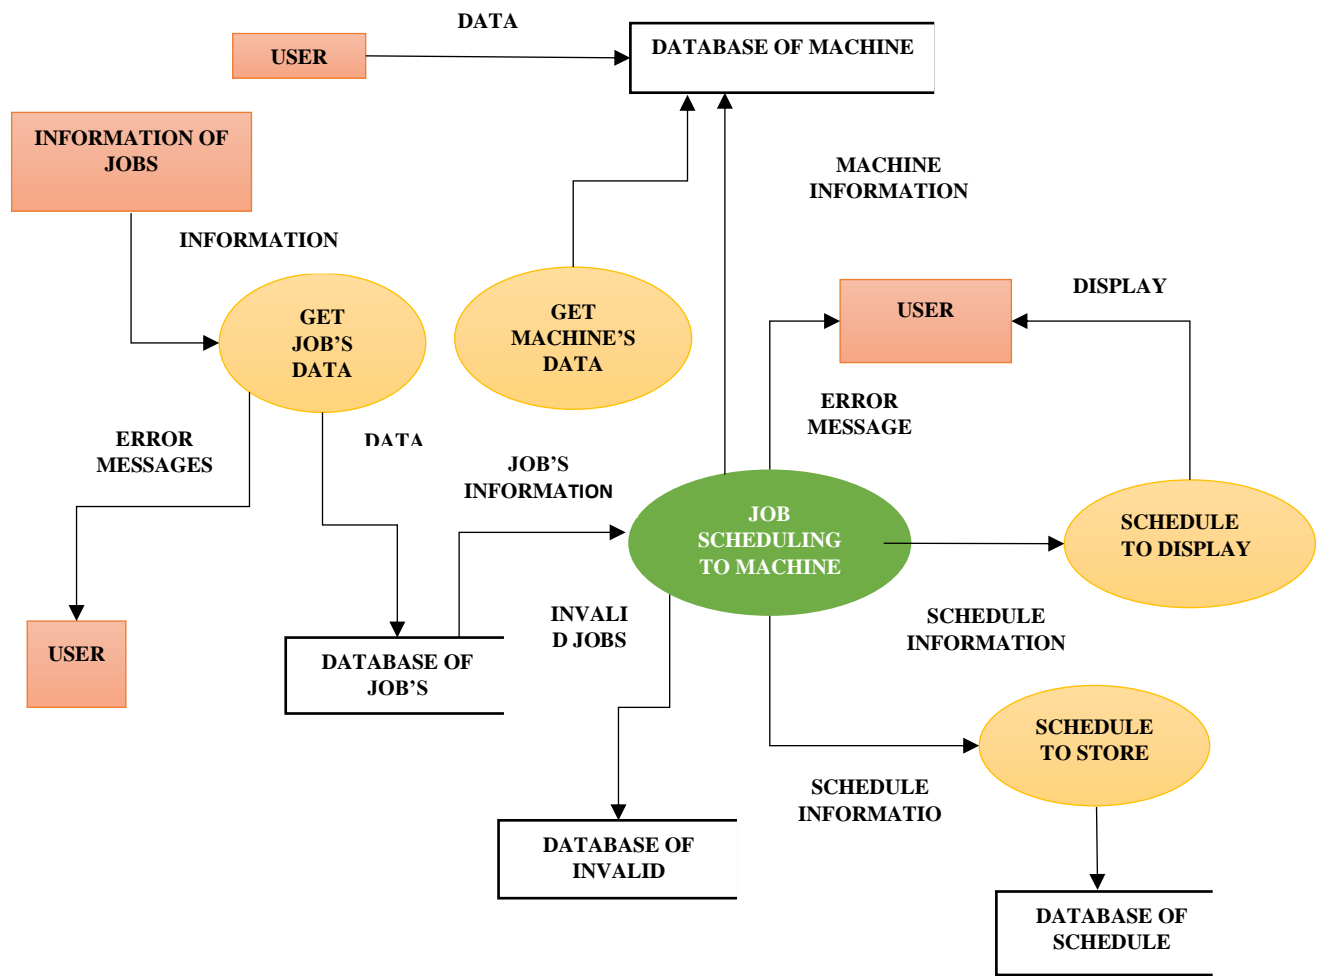 DATA
USER
DATABASE OF MACHINE
INFORMATION OF
JOBS
MACHINE
INFORMATION
INFORMATION
DISPLAY
GET
JOB'S
DATA
GET
MACHINE'S
DATA
USER
ERROR
MESSAGE
ERROR
MESSAGES
DATA
JOB'S
INFORMATION
JOB
SCHEDULING
TO MACHINE
SCHEDULE
TO DISPLAY
INVALI
D JOBS
SCHEDULE
INFORMATION
USER
DATABASE OF
JOB'S
SCHEDULE
TO STORE
SCHEDULE
INFORMATIO
DATABASE OF
INVALID
DATABASE OF
SCHEDULE